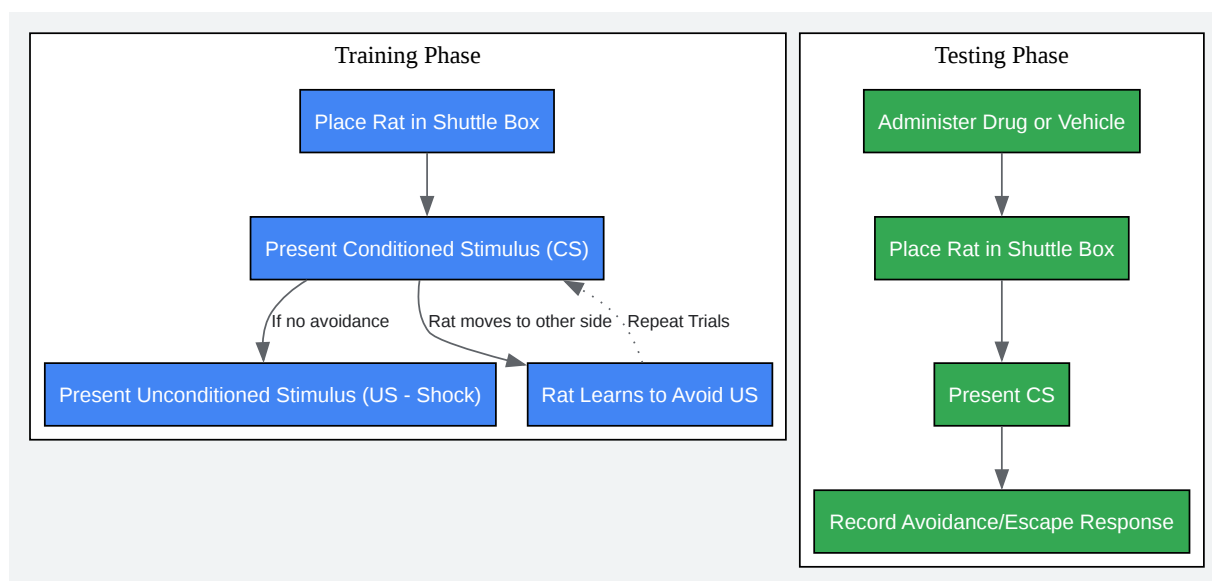 Training Phase
Place Rat in Shuttle Box
Present Conditioned Stimulus (CS)
If no avoidance
Rat moves to other side
Repeat Trials
Present Unconditioned Stimulus (US - Shock)
Rat Learns to Avoid US
Testing Phase
Administer Drug or Vehicle
Place Rat in Shuttle Box
Present CS
Record Avoidance/Escape Response